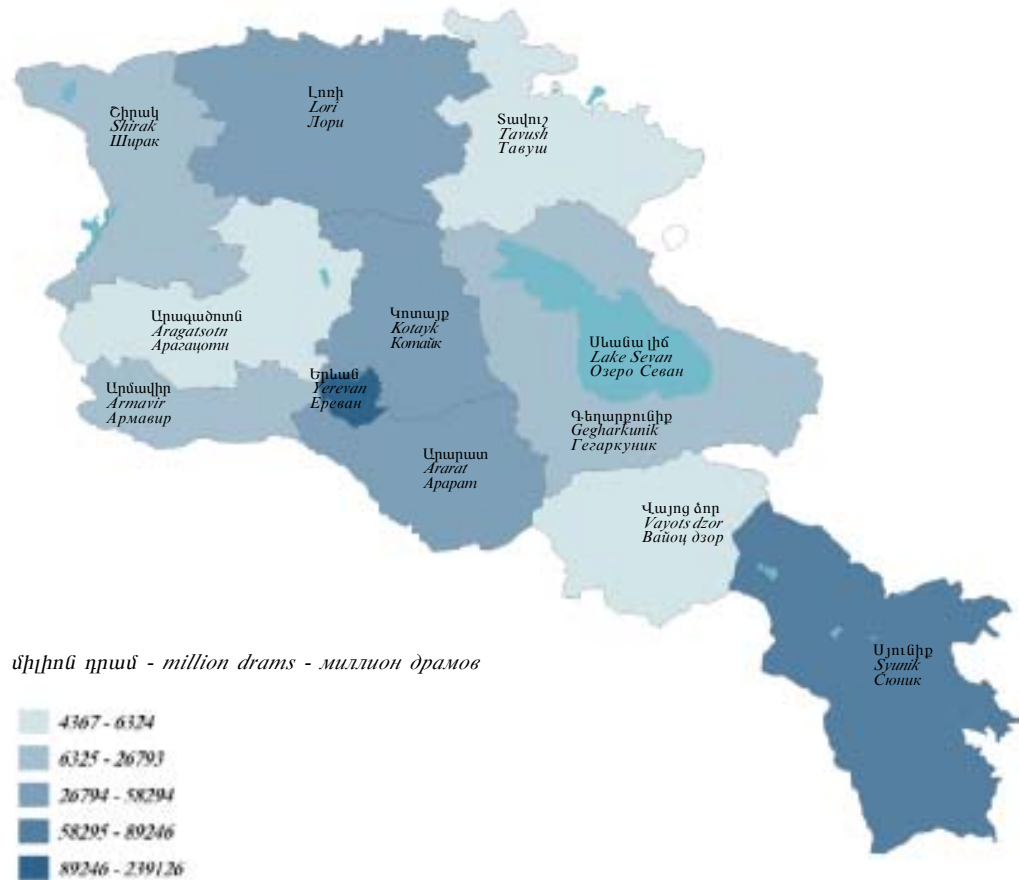 Լոռի
Lori
Лори
Շիրակ
Shirak
Ширак
Տավուշ
Tavush
Тавуш
Արագածոտն
Aragatsotn
Арагацотн
Կոտայք
Kotayk
Котайк
Սևանա լիճ
Lake Sevan
Озеро Севан
Երևան
Yerevan
Ереван
Արմավիր
Armavir
Армавир
Գեղարքունիք
Gegharkunik
Гегаркуник
Արարատ
Ararat
Арарат
Վայոց ձոր
Vayots dzor
Вайоц дзор
Սյունիք
Syunik
Сюник
միլիոն դրամ - million drams - миллион драмов
4367 - 6324
6325 - 26793
26794 - 58294
58295 - 89246
89246 - 239126